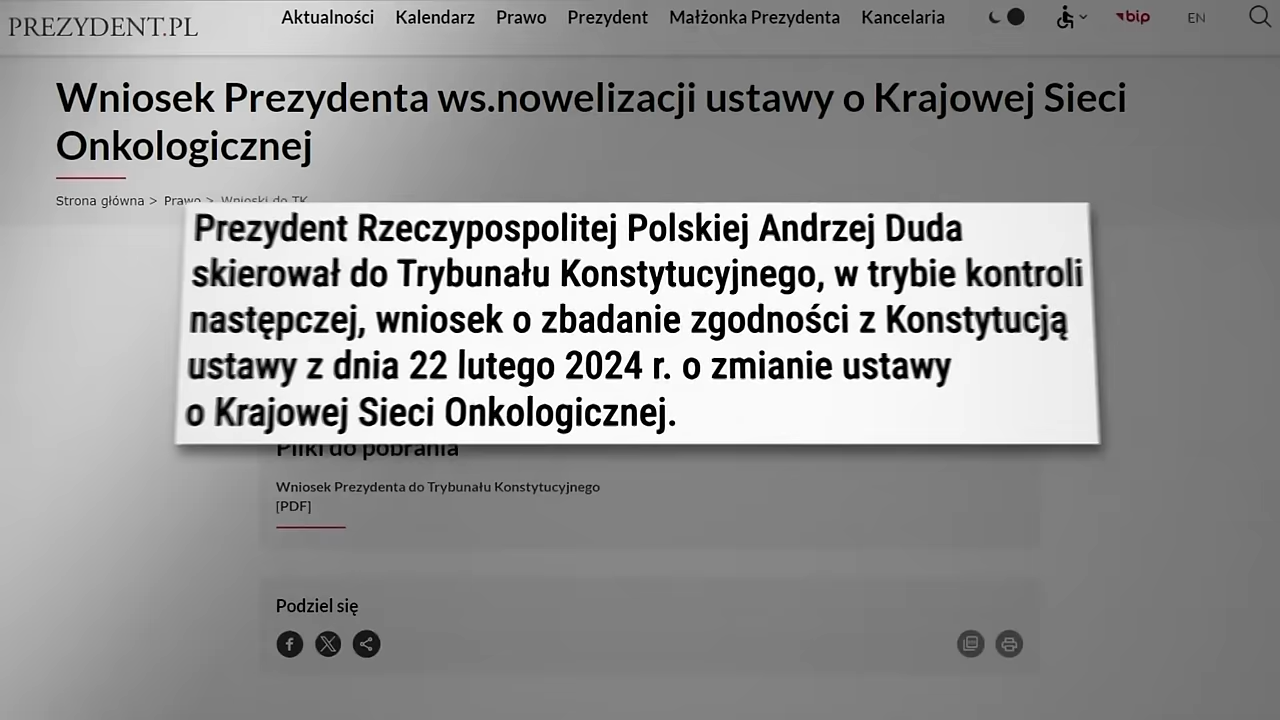 PREZYDENT.PL
Aktualności Kalendarz Prawo Prezydent Małżonka Prezydenta Kancelaria bip EN
Wniosek Prezydenta ws.nowelizacji ustawy o Krajowej Sieci
Onkologicznej
Strona główna > Prawo > Wnioski do TK
Prezydent Rzeczypospolitej Polskiej Andrzej Duda
skierował do Trybunału Konstytucyjnego, w trybie kontroli
następczej, wniosek o zbadanie zgodności z Konstytucją
ustawy z dnia 22 lutego 2024 r. o zmianie ustawy
o Krajowej Sieci Onkologicznej.
Pliki do pobrania
Wniosek Prezydenta do Trybunału Konstytucyjnego
[PDF]
Podziel się